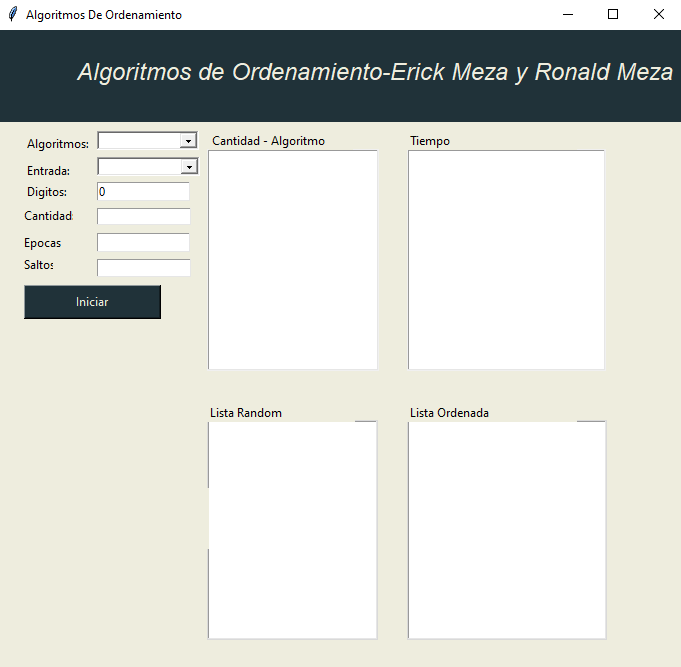 Algoritmos De Ordenamiento
Algoritmos de Ordenamiento-Erick Meza y Ronald Meza
Algoritmos:
Entrada:
Digitos: 0
Cantidad:
Epocas
Saltos
Iniciar
Cantidad - Algoritmo
Tiempo
Lista Random
Lista Ordenada